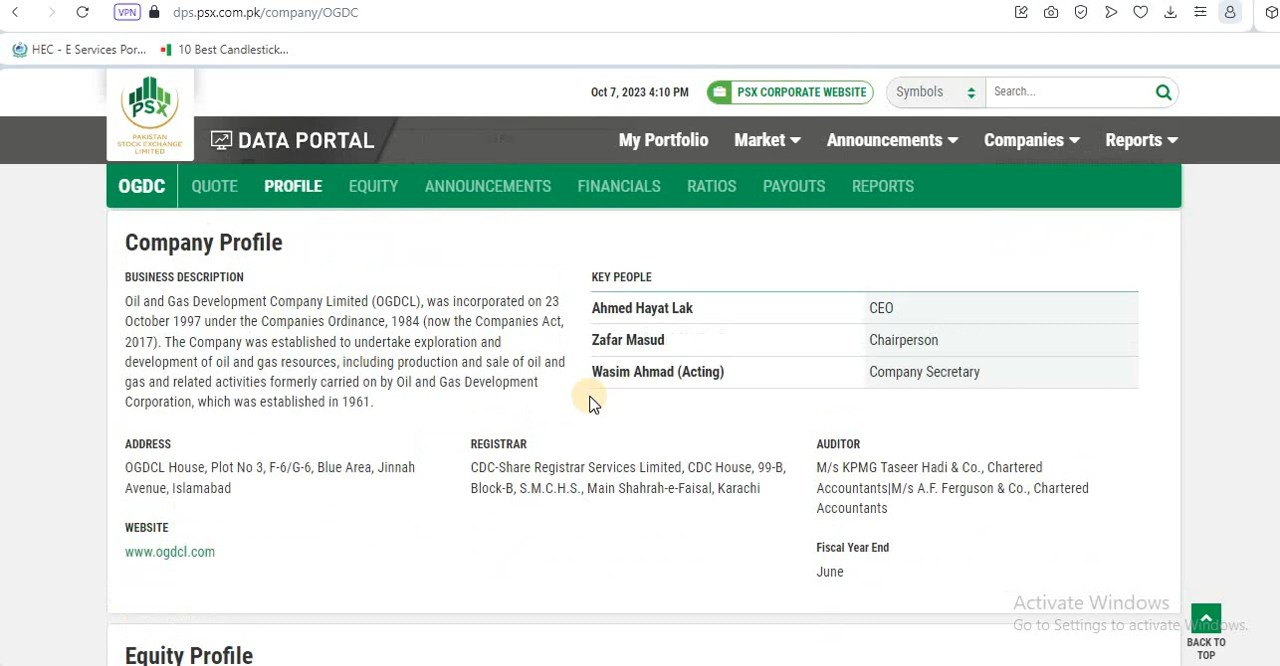 VPN
dps.psx.com.pk/company/OGDC
HEC - E Services Por...
10 Best Candlestick...
PSX
PAKISTAN
STOCK EXCHANGE
LIMITED
Oct 7, 2023 4:10 PM
PSX CORPORATE WEBSITE
Symbols
Search...
DATA PORTAL
My Portfolio
Market
Announcements
Companies
Reports
OGDC
QUOTE
PROFILE
EQUITY
ANNOUNCEMENTS
FINANCIALS
RATIOS
PAYOUTS
REPORTS
Company Profile
BUSINESS DESCRIPTION
Oil and Gas Development Company Limited (OGDCL), was incorporated on 23
October 1997 under the Companies Ordinance, 1984 (now the Companies Act,
2017). The Company was established to undertake exploration and
development of oil and gas resources, including production and sale of oil and
gas and related activities formerly carried on by Oil and Gas Development
Corporation, which was established in 1961.
KEY PEOPLE
Ahmed Hayat Lak CEO
Zafar Masud Chairperson
Wasim Ahmad (Acting) Company Secretary
ADDRESS
OGDCL House, Plot No 3, F-6/G-6, Blue Area, Jinnah
Avenue, Islamabad
REGISTRAR
CDC-Share Registrar Services Limited, CDC House, 99-B,
Block-B, S.M.C.H.S., Main Shahrah-e-Faisal, Karachi
AUDITOR
M/s KPMG Taseer Hadi & Co., Chartered
Accountants|M/s A.F. Ferguson & Co., Chartered
Accountants
WEBSITE
www.ogdcl.com
Fiscal Year End
June
Activate Windows
Go to Settings to activate Windows.
BACK TO
TOP
Equity Profile